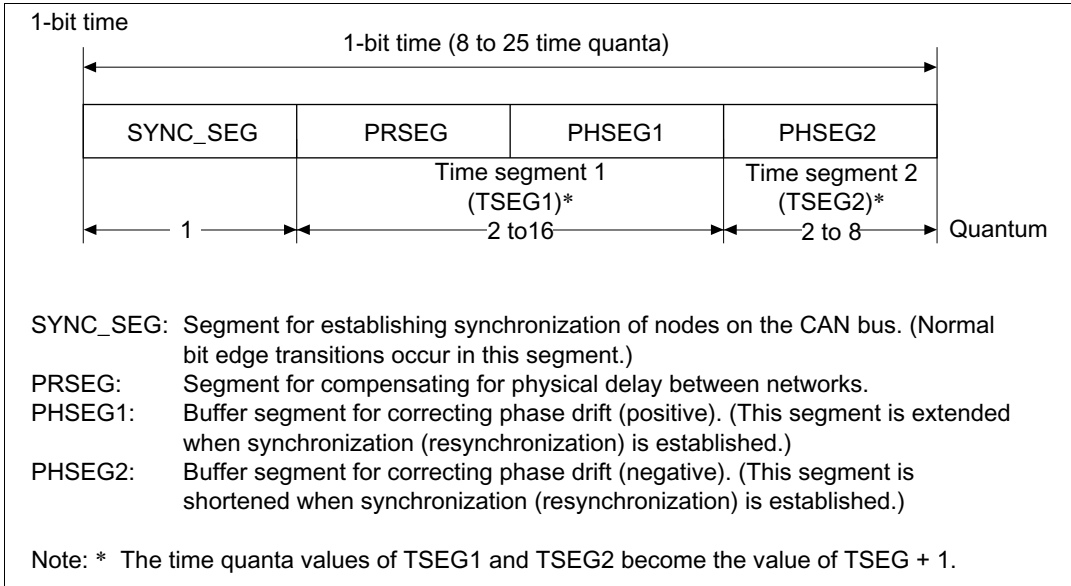 1-bit time
1-bit time (8 to 25 time quanta)
SYNC_SEG PRSEG PHSEG1 PHSEG2
Time segment 1 Time segment 2
(TSEG1)* (TSEG2)*
1 2 to16 2 to 8 Quantum
SYNC_SEG: Segment for establishing synchronization of nodes on the CAN bus. (Normal
bit edge transitions occur in this segment.)
PRSEG: Segment for compensating for physical delay between networks.
PHSEG1: Buffer segment for correcting phase drift (positive). (This segment is extended
when synchronization (resynchronization) is established.)
PHSEG2: Buffer segment for correcting phase drift (negative). (This segment is
shortened when synchronization (resynchronization) is established.)
Note: * The time quanta values of TSEG1 and TSEG2 become the value of TSEG + 1.